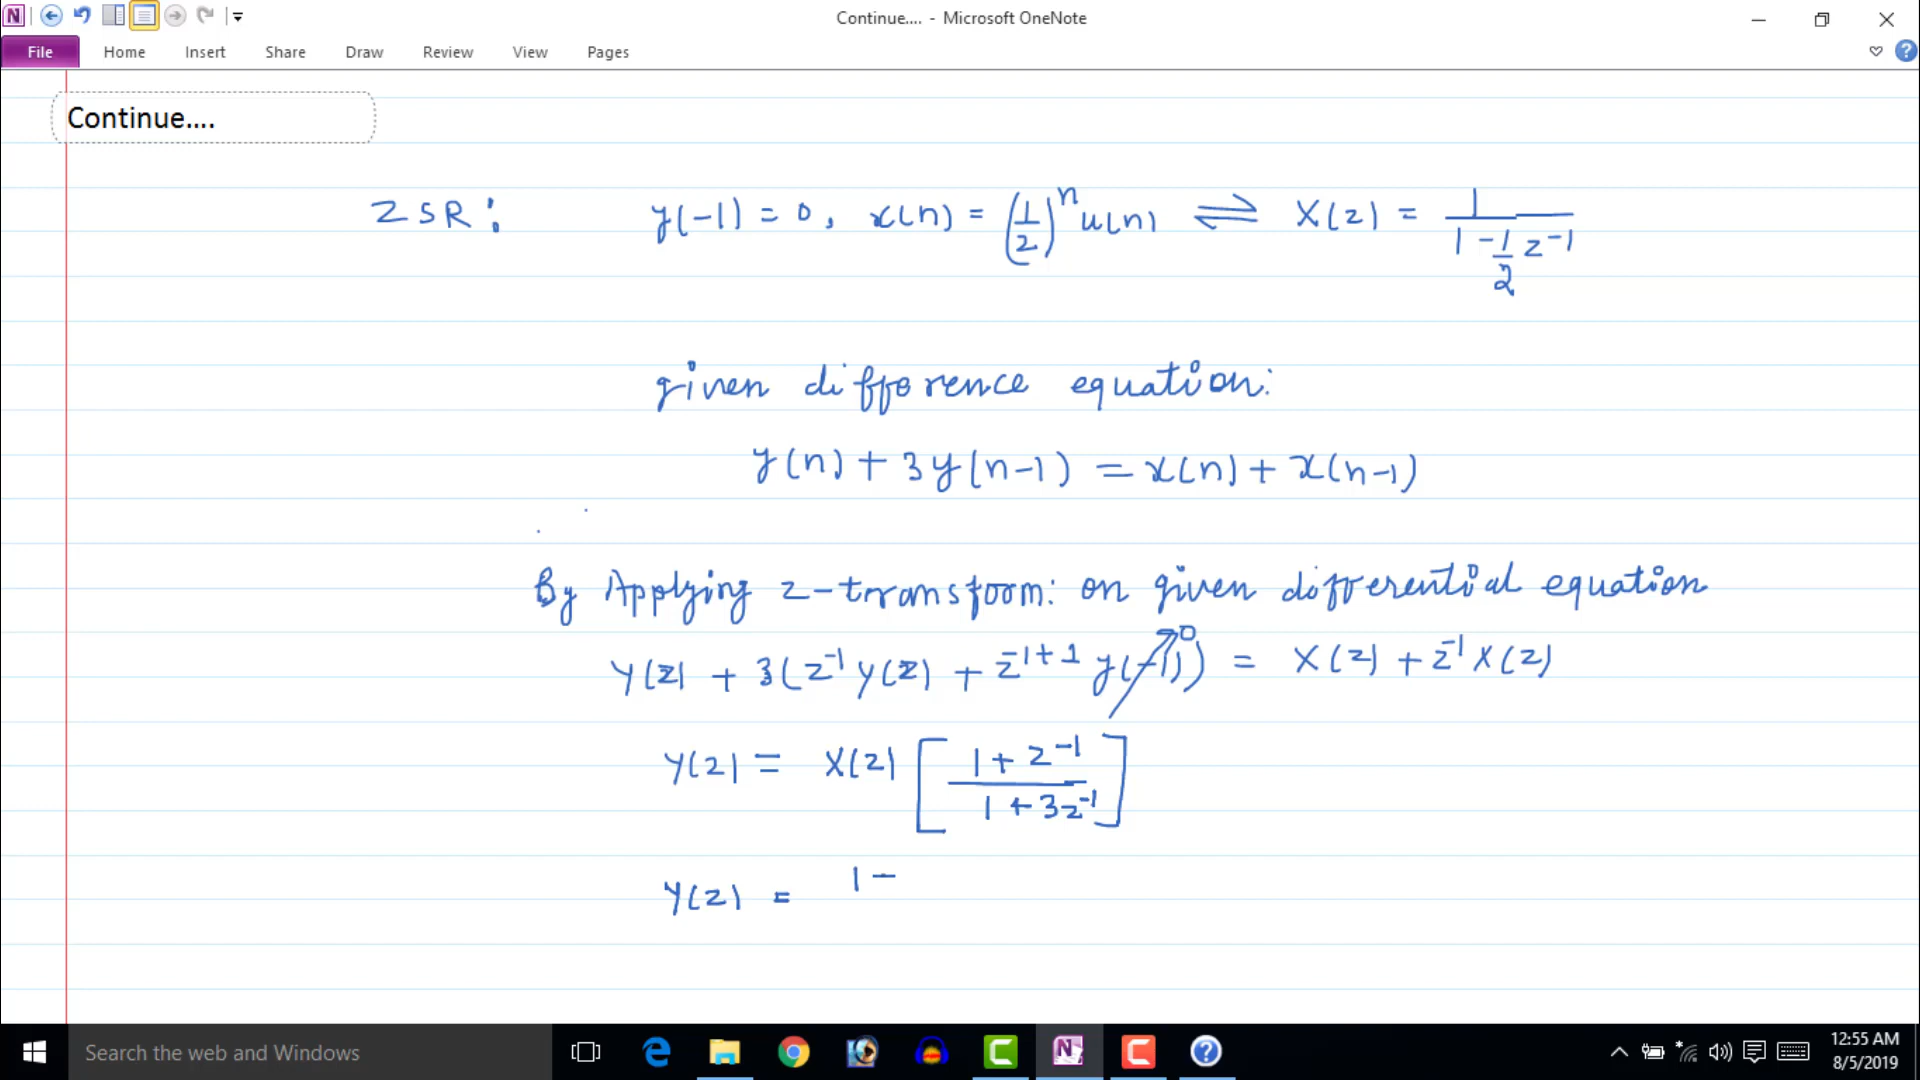 Continue.... - Microsoft OneNote
File Home Insert Share Draw Review View Pages
Continue....
ZSR: y(-1) = 0, x(n) = (1/2)^n u(n) ⇌ X(z) = 1/(1 - 1/2 z^-1)
given difference equation:
y(n) + 3y(n-1) = x(n) + x(n-1)
By Applying z-transform: on given differential equation
Y(z) + 3(z^-1 Y(z) + z^-1+1 y(-1)) ↗0 = X(z) + z^-1 X(z)
Y(z) = X(z) [(1 + z^-1)/(1 + 3z^-1)]
Y(z) = 1 -
Search the web and Windows
12:55 AM
8/5/2019